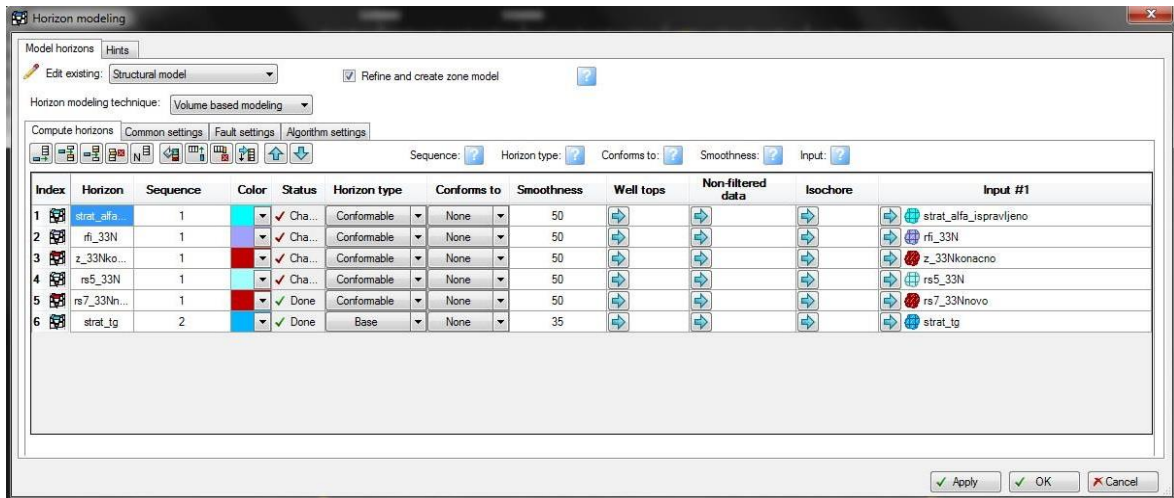 Horizon modeling
Model horizons Hints
Edit existing: Structural model Refine and create zone model ?
Horizon modeling technique: Volume based modeling
Compute horizons Common settings Fault settings Algorithm settings
Sequence: ? Horizon type: ? Conforms to: ? Smoothness: ? Input: ?
Index Horizon Sequence Color Status Horizon type Conforms to Smoothness Well tops Non-filtered data Isochore Input #1
1 strat_alfa... 1 Cha... Conformable None 50 strat_alfa_ispravljeno
2 rfi_33N 1 Cha... Conformable None 50 rfi_33N
3 z_33Nko... 1 Cha... Conformable None 50 z_33Nkonacno
4 rs5_33N 1 Cha... Conformable None 50 rs5_33N
5 rs7_33Nn... 1 Done Conformable None 50 rs7_33Nnovo
6 strat_tg 2 Done Base None 35 strat_tg
Apply OK Cancel